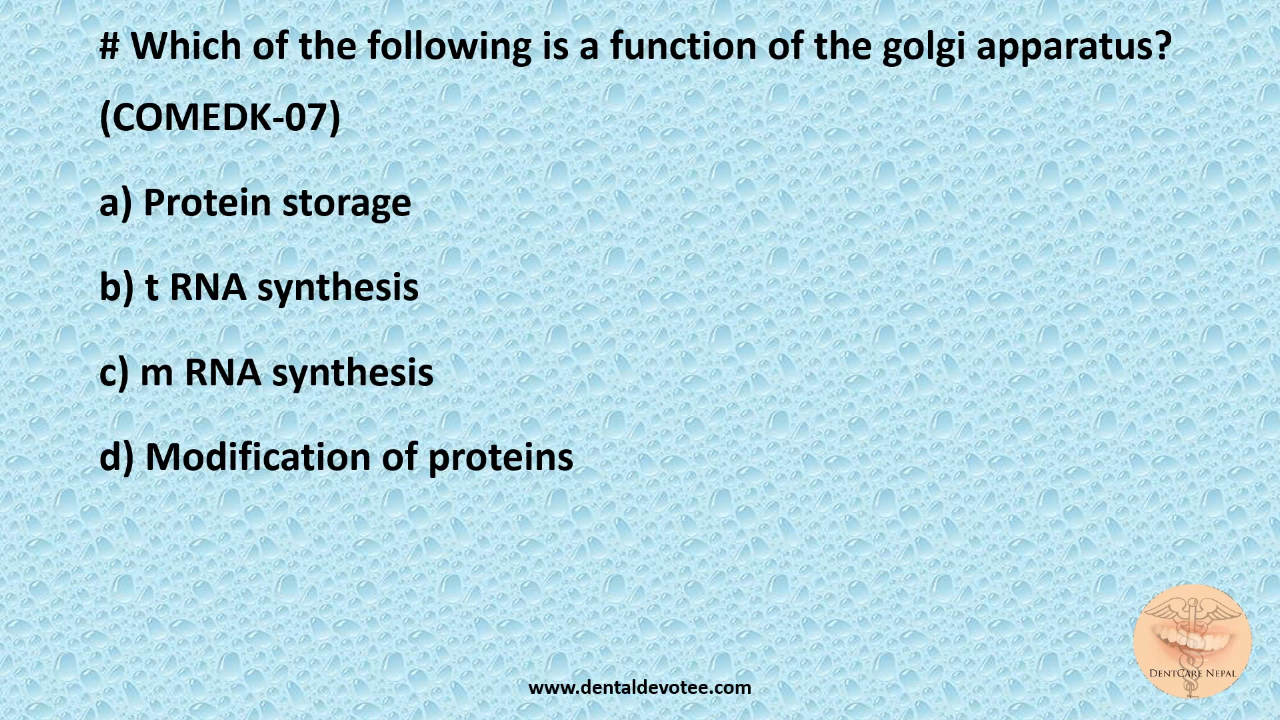 # Which of the following is a function of the golgi apparatus?
(COMEDK-07)
a) Protein storage
b) t RNA synthesis
c) m RNA synthesis
d) Modification of proteins
DentCare Nepal
www.dentaldevotee.com